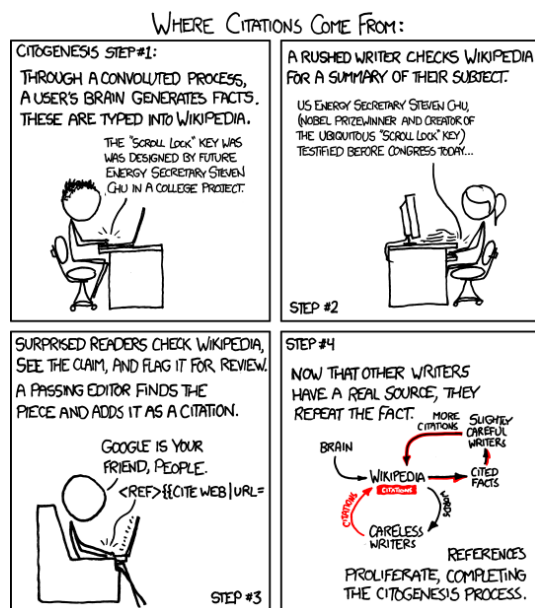 WHERE CITATIONS COME FROM:
CITOGENESIS STEP #1:
THROUGH A CONVOLUTED PROCESS,
A USER'S BRAIN GENERATES FACTS.
THESE ARE TYPED INTO WIKIPEDIA.
THE "SCROLL LOCK" KEY WAS
WAS DESIGNED BY FUTURE
ENERGY SECRETARY STEVEN
CHU IN A COLLEGE PROJECT.
A RUSHED WRITER CHECKS WIKIPEDIA
FOR A SUMMARY OF THEIR SUBJECT.
US ENERGY SECRETARY STEVEN CHU,
(NOBEL PRIZEWINNER AND CREATOR OF
THE UBIQUITOUS "SCROLL LOCK" KEY)
TESTIFIED BEFORE CONGRESS TODAY...
STEP #2
SURPRISED READERS CHECK WIKIPEDIA,
SEE THE CLAIM, AND FLAG IT FOR REVIEW.
A PASSING EDITOR FINDS THE
PIECE AND ADDS IT AS A CITATION.
GOOGLE IS YOUR
FRIEND, PEOPLE.
<REF>{{CITE WEB|URL=
STEP #3
STEP #4
NOW THAT OTHER WRITERS
HAVE A REAL SOURCE, THEY
REPEAT THE FACT.
BRAIN
MORE
CITATIONS
SLIGHTLY
CAREFUL
WRITERS
WIKIPEDIA
CITATIONS
CITED
FACTS
CITATIONS
WORDS
CARELESS
WRITERS
REFERENCES
PROLIFERATE, COMPLETING
THE CITOGENESIS PROCESS.